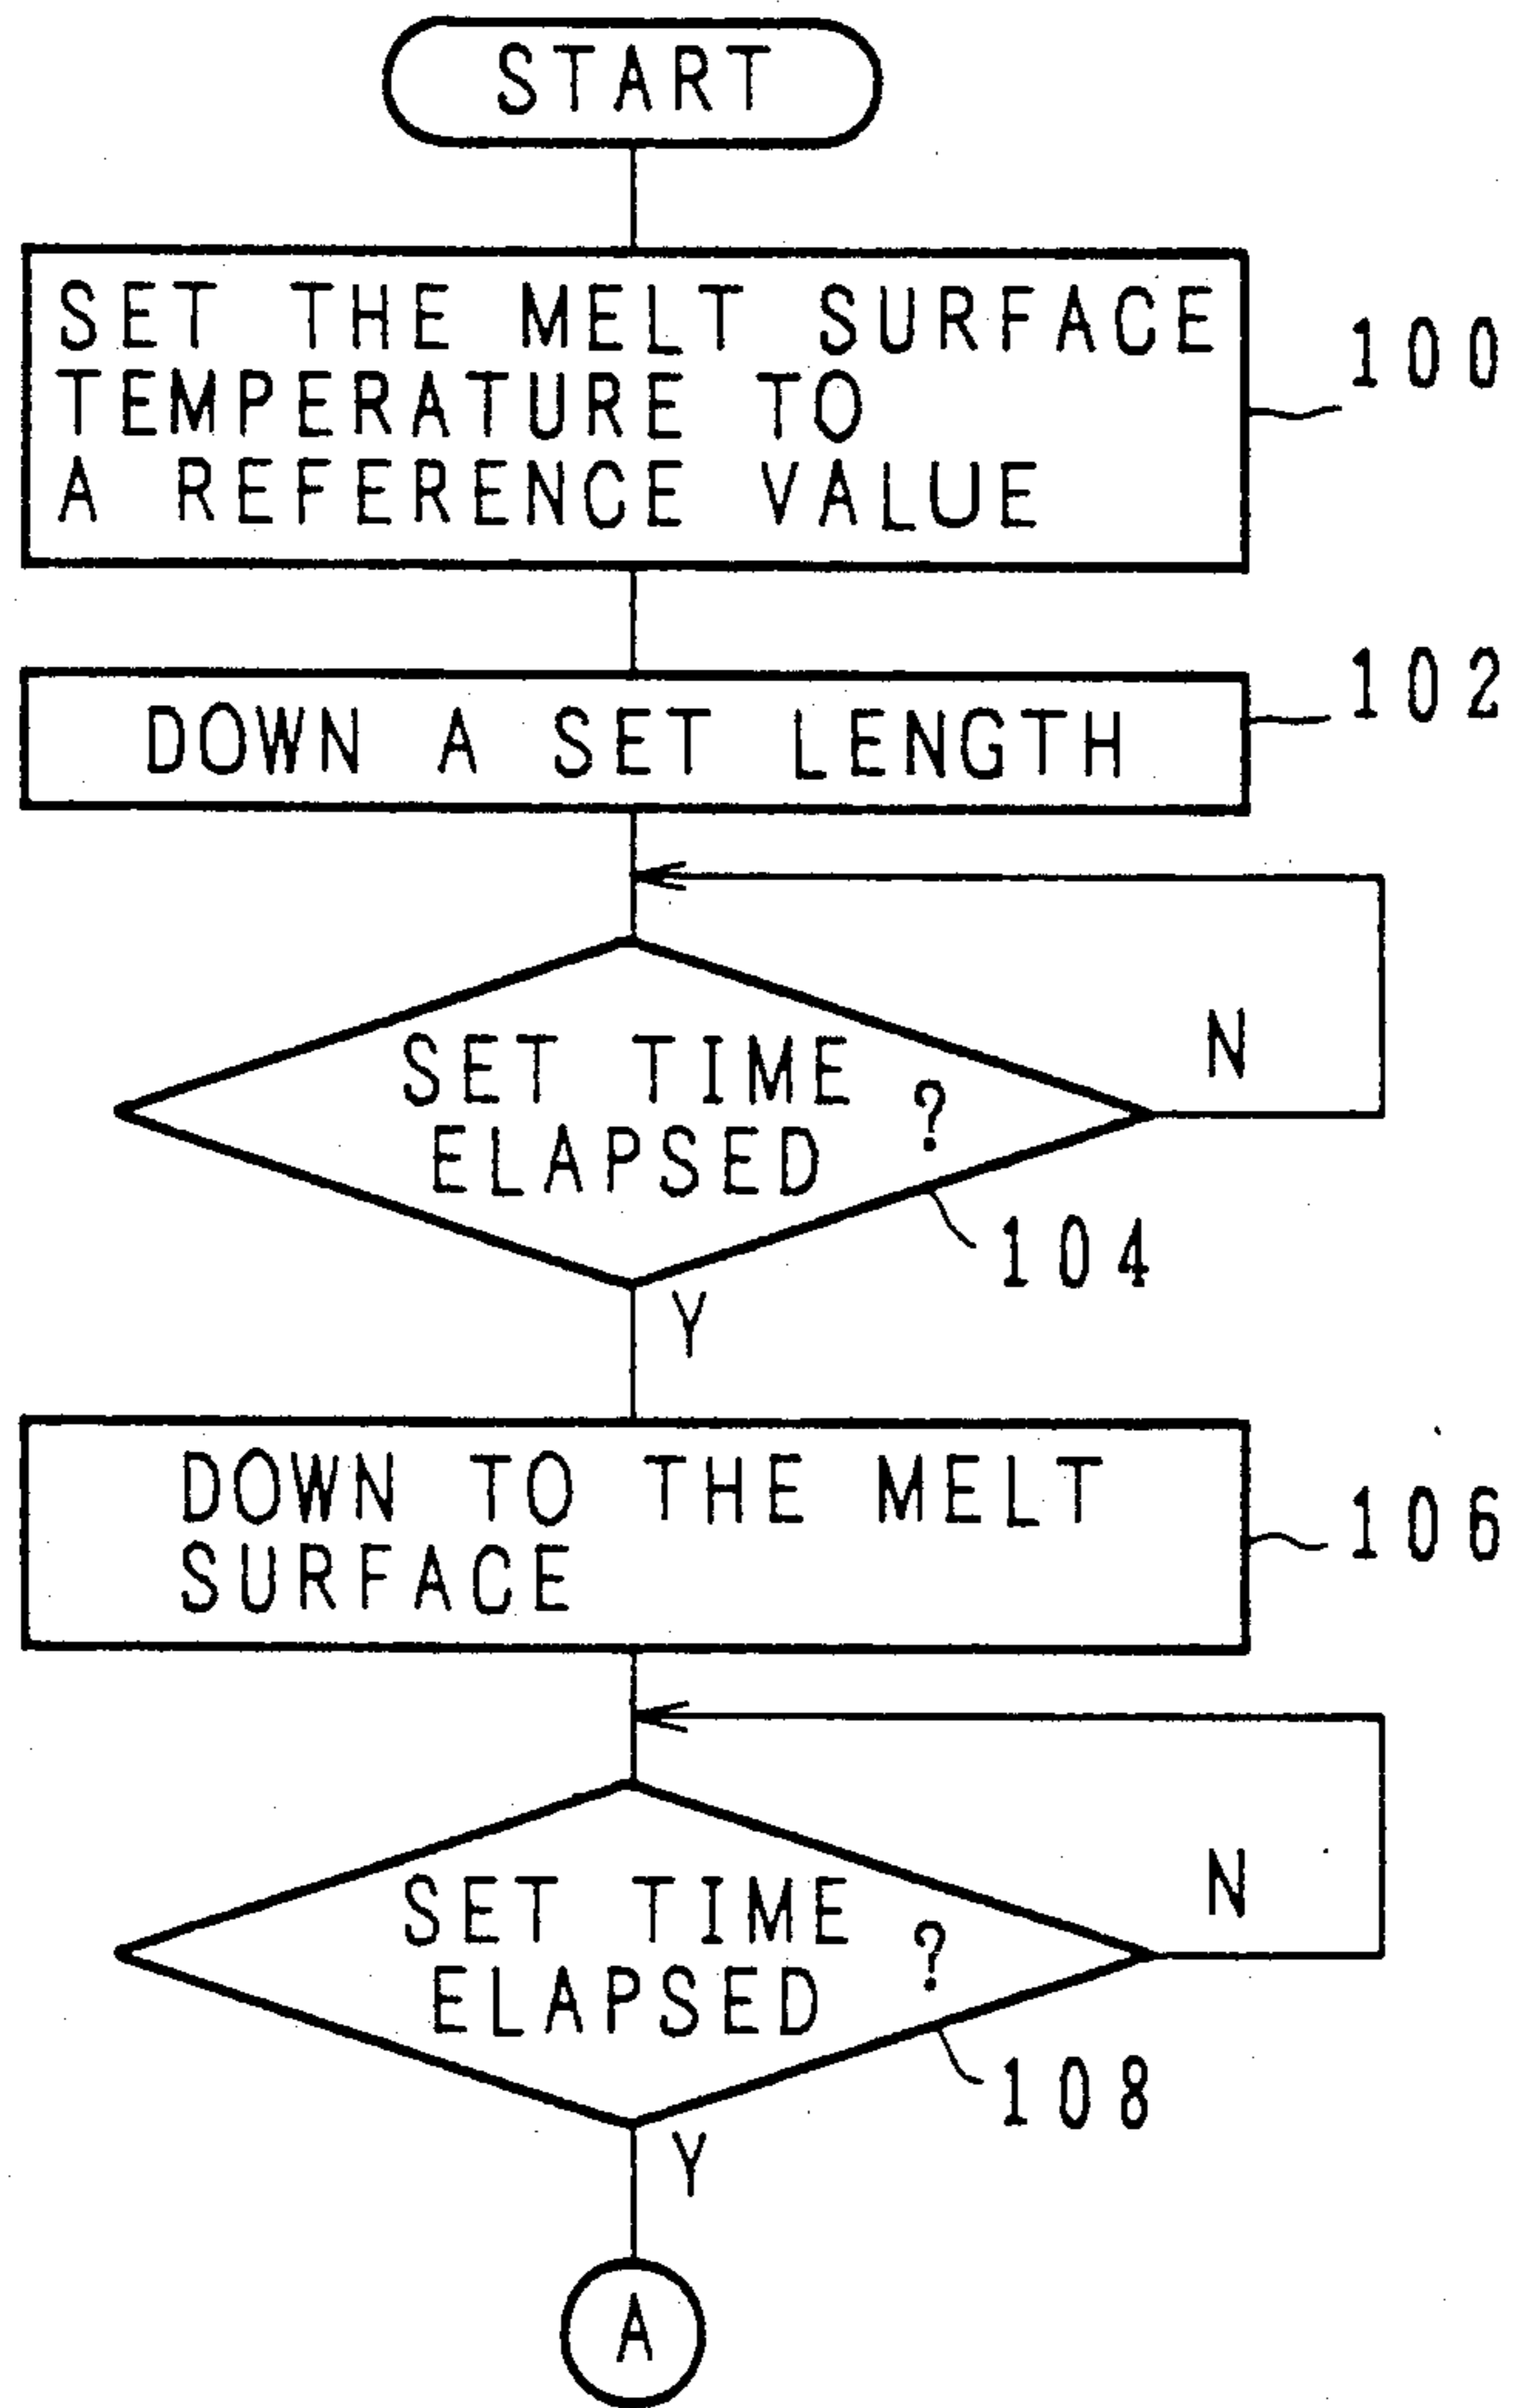 START
SET THE MELT SURFACE
TEMPERATURE TO
A REFERENCE VALUE
100
DOWN A SET LENGTH
102
SET TIME
ELAPSED ?
N
104
Y
DOWN TO THE MELT
SURFACE
106
SET TIME
ELAPSED ?
N
108
Y
A